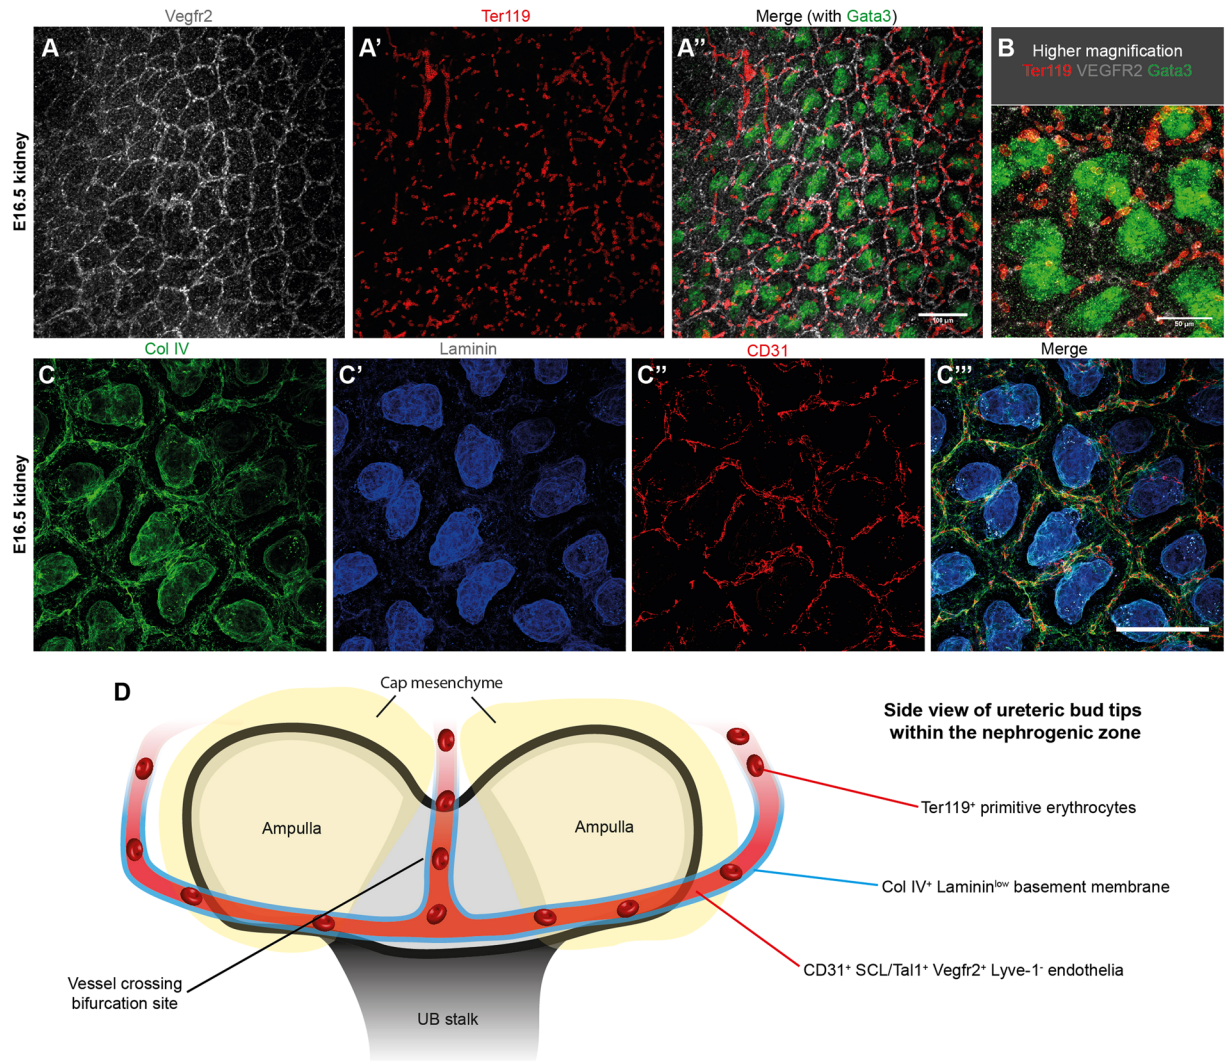 Vegfr2
Ter119
Merge (with Gata3)
E16.5 kidney
A
A’
A”
100 µm
B
Higher magnification
Ter119 VEGFR2 Gata3
50 µm
Col IV
Laminin
CD31
Merge
E16.5 kidney
C
C’
C”
C”’
D
Cap mesenchyme
Side view of ureteric bud tips
within the nephrogenic zone
Ampulla
Ampulla
Ter119⁺ primitive erythrocytes
Col IV⁺ Lamininˡᵒʷ basement membrane
CD31⁺ SCL/Tal1⁺ Vegfr2⁺ Lyve-1⁻ endothelia
Vessel crossing
bifurcation site
UB stalk